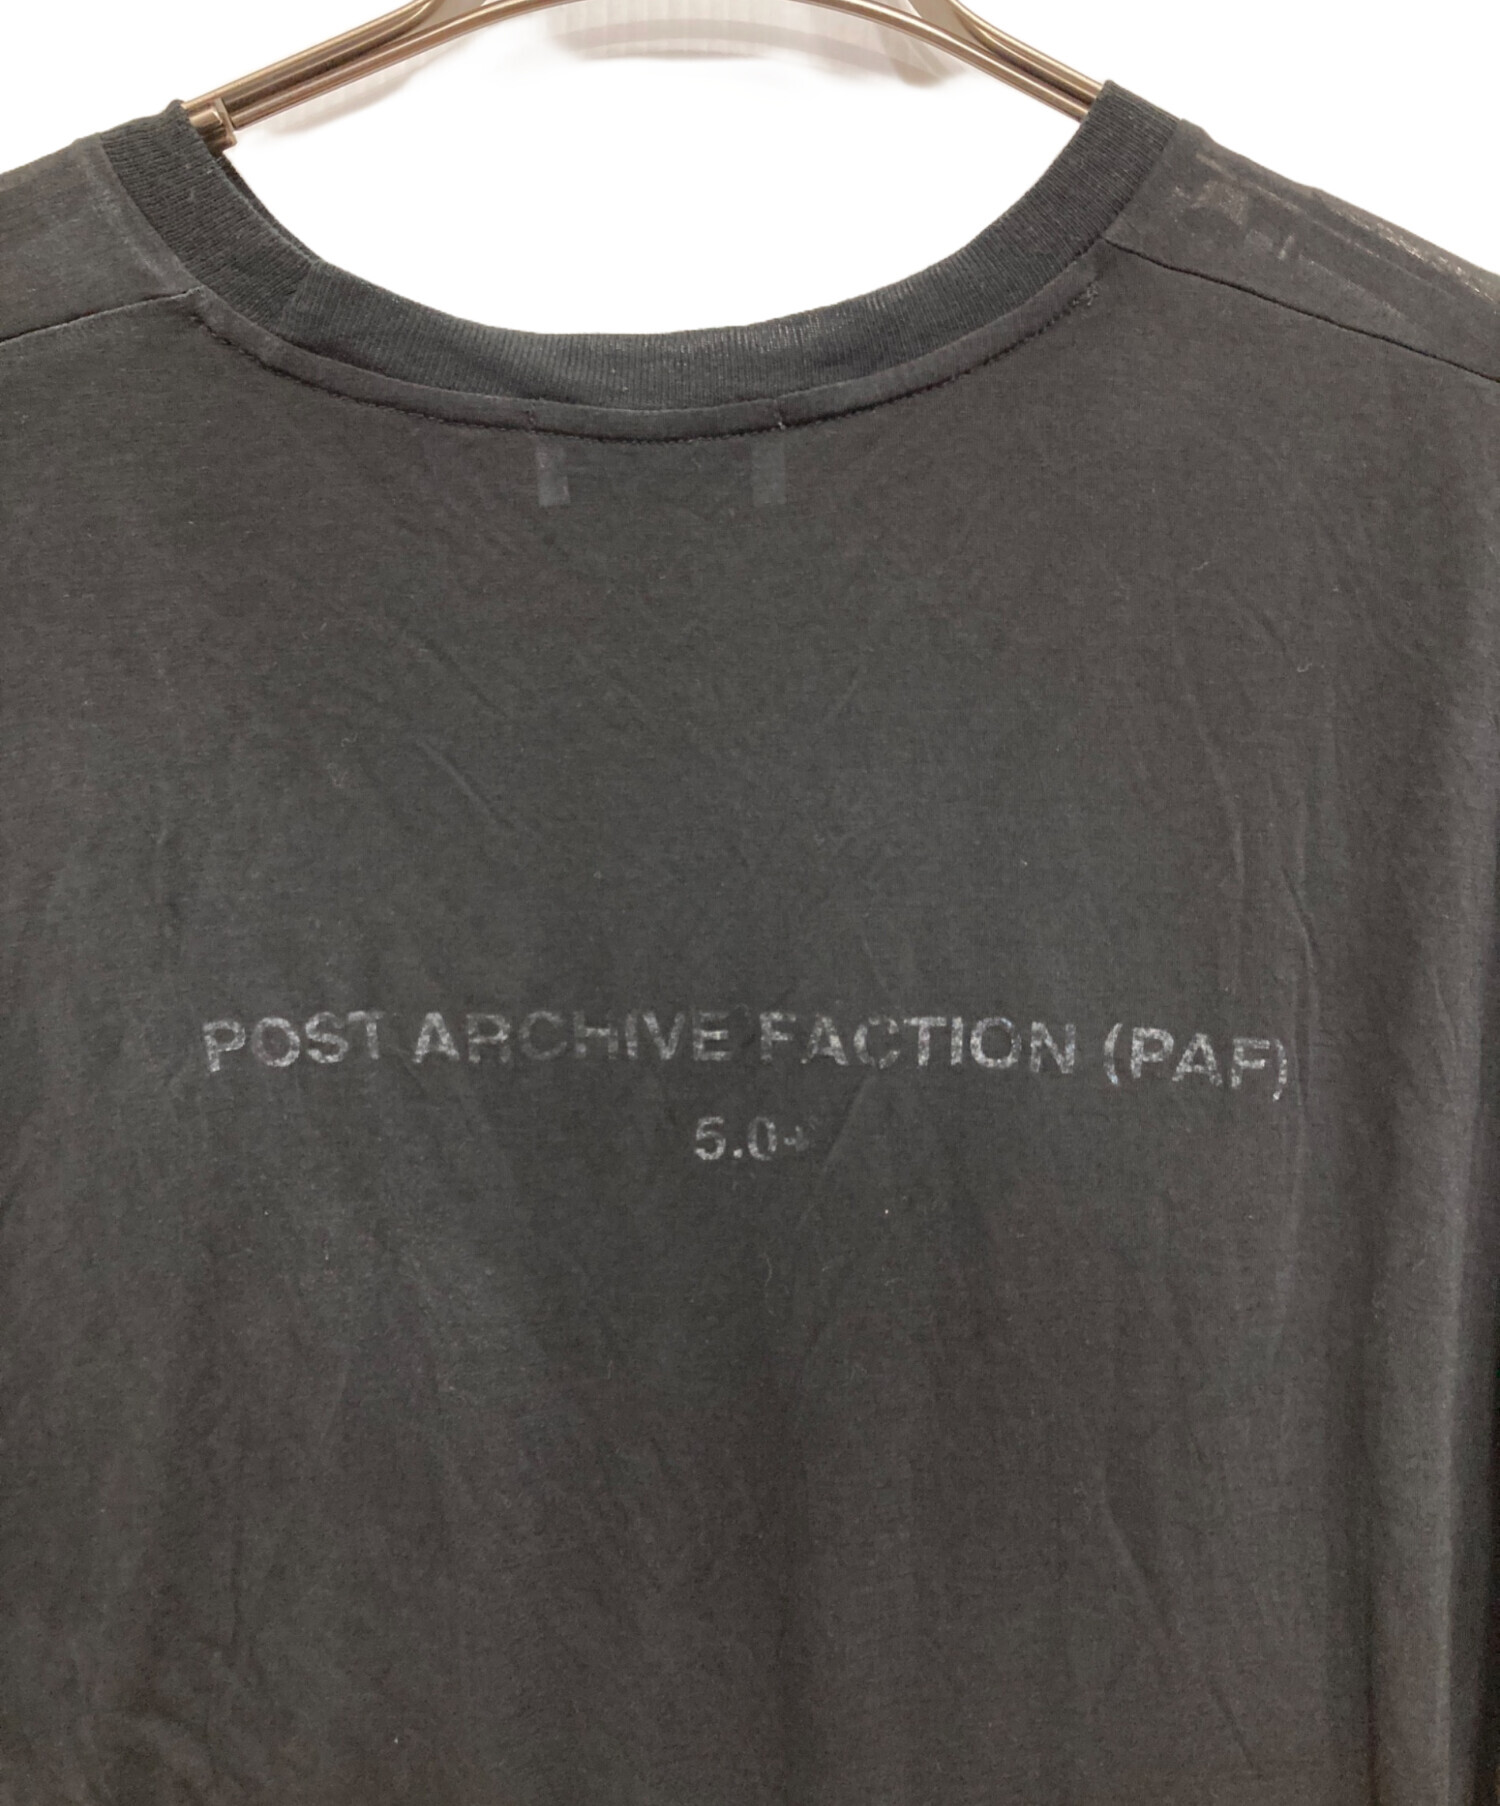 POST ARCHIVE FACTION (PAF)
5.0+